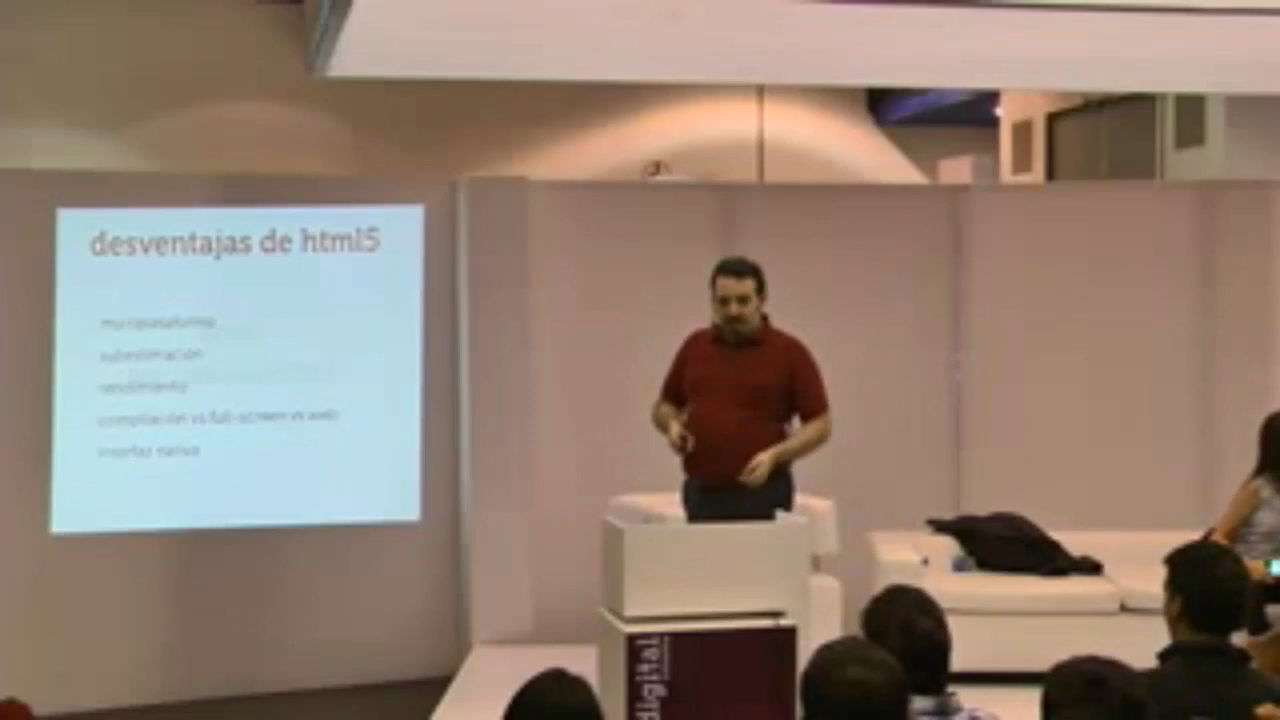 desventajas de html5
multiplataforma
subestimación
rendimiento
compilación vs full-screen vs web
interfaz nativa
digital